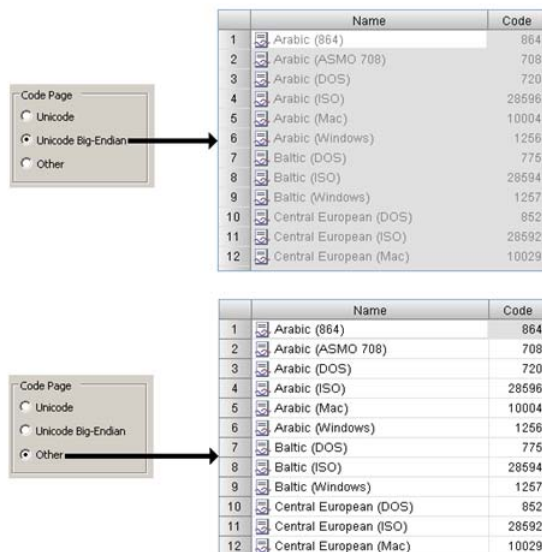 Name Code
1 Arabic (864) 864
2 Arabic (ASMO 708) 708
3 Arabic (DOS) 720
4 Arabic (ISO) 28596
5 Arabic (Mac) 10004
6 Arabic (Windows) 1256
7 Baltic (DOS) 775
8 Baltic (ISO) 28594
9 Baltic (Windows) 1257
10 Central European (DOS) 852
11 Central European (ISO) 28592
12 Central European (Mac) 10029
Code Page
Unicode
Unicode Big-Endian
Other
Name Code
1 Arabic (864) 864
2 Arabic (ASMO 708) 708
3 Arabic (DOS) 720
4 Arabic (ISO) 28596
5 Arabic (Mac) 10004
6 Arabic (Windows) 1256
7 Baltic (DOS) 775
8 Baltic (ISO) 28594
9 Baltic (Windows) 1257
10 Central European (DOS) 852
11 Central European (ISO) 28592
12 Central European (Mac) 10029
Code Page
Unicode
Unicode Big-Endian
Other